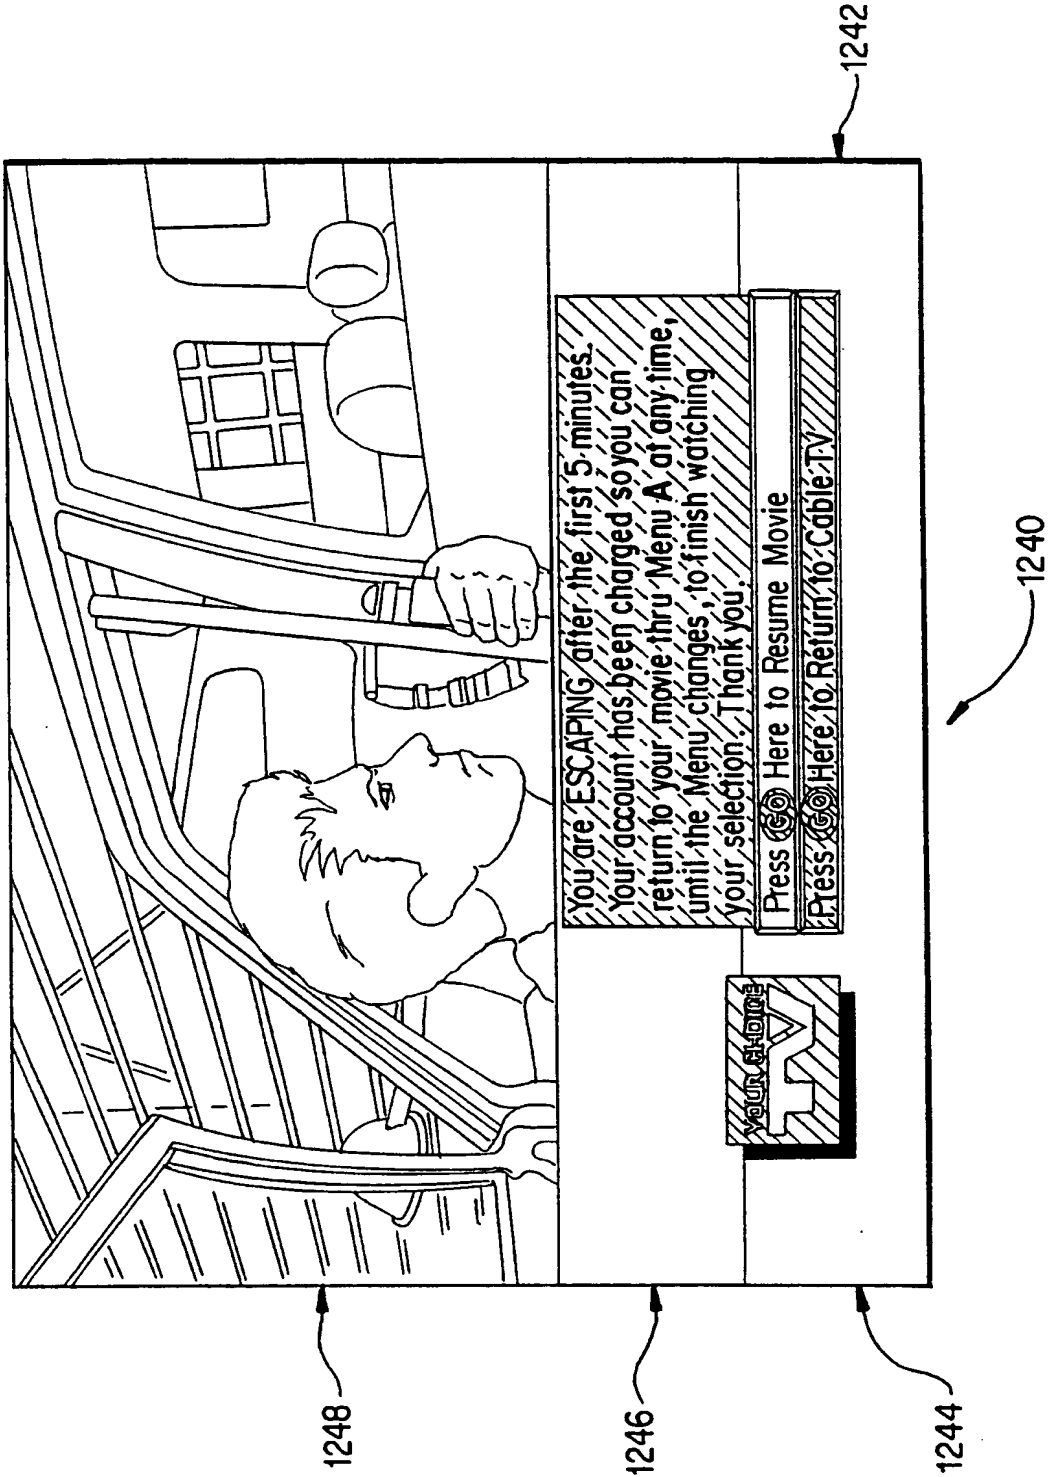 1248
1246
1244
1242
1240
You are ESCAPING after the first 5 minutes.
Your account has been charged so you can
return to your movie thru Menu A at any time,
until the Menu changes, to finish watching
your selection. Thank you.
Press GO Here to Resume Movie
Press GO Here to Return to Cable TV
YOUR CHOICE
TV